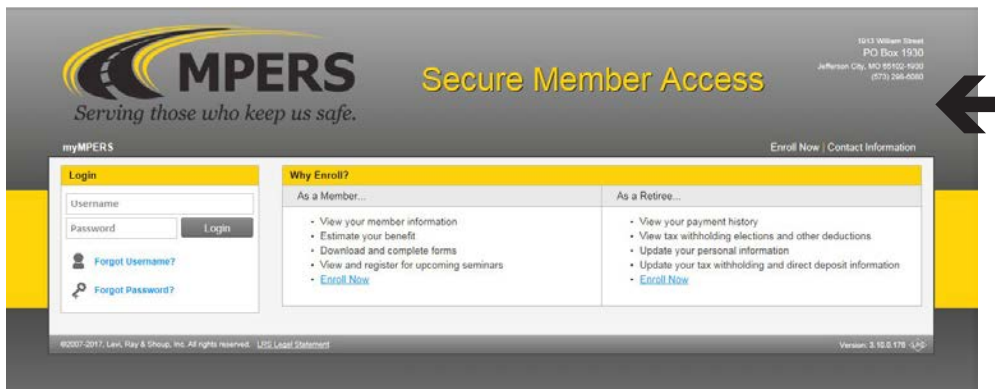 MPERS
Serving those who keep us safe.
Secure Member Access
1913 William Street
PO Box 1930
Jefferson City, MO 65102-1930
(573) 298-6080
myMPERS
Enroll Now | Contact Information
Login
Username
Password
Login
Forgot Username?
Forgot Password?
Why Enroll?
As a Member...
• View your member information
• Estimate your benefit
• Download and complete forms
• View and register for upcoming seminars
• Enroll Now
As a Retiree...
• View your payment history
• View tax withholding elections and other deductions
• Update your personal information
• Update your tax withholding and direct deposit information
• Enroll Now
©2007-2017, Levi, Ray & Shoup, Inc. All rights reserved. LRS Legal Statement
Version: 3.10.0.178